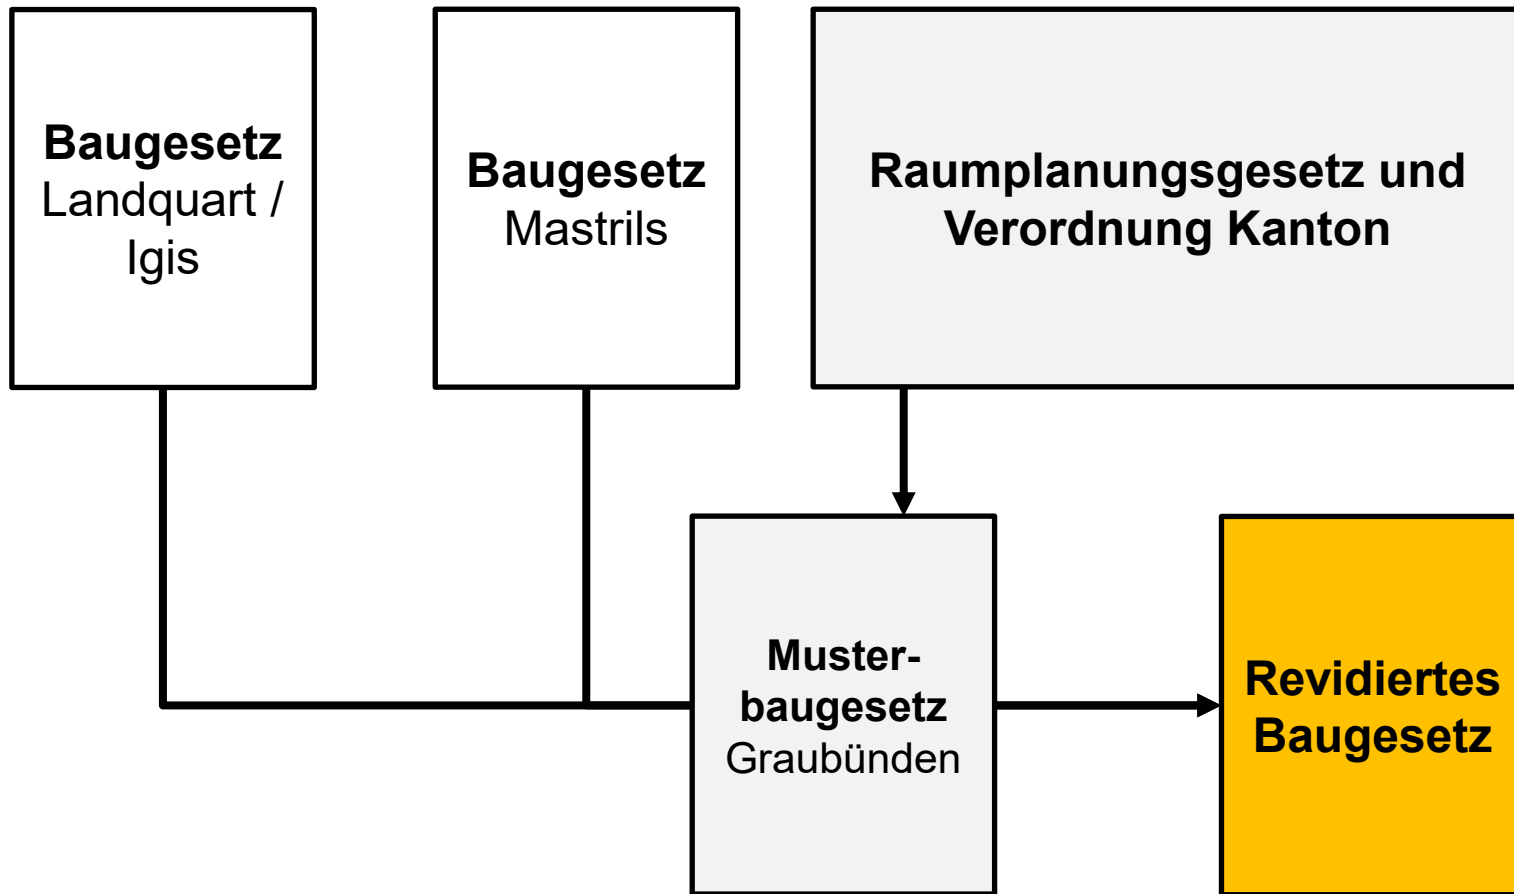 Baugesetz
Landquart /
Igis
Baugesetz
Mastrils
Raumplanungsgesetz und
Verordnung Kanton
Muster-
baugesetz
Graubünden
Revidiertes
Baugesetz